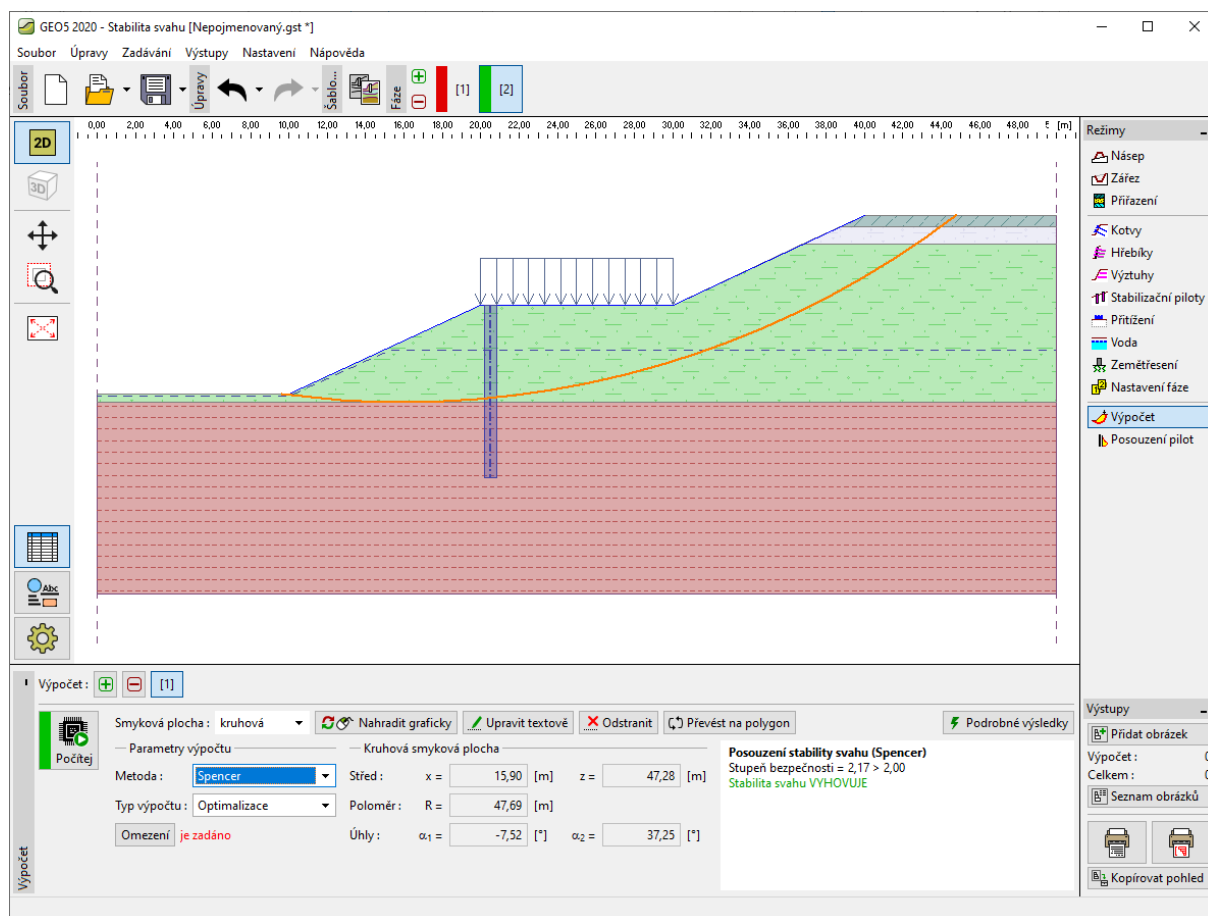 GEO5 2020 - Stabilita svahu [Nepojmenovaný.gst *]
Soubor Úpravy Zadávání Výstupy Nastavení Nápověda
Soubor
Úpravy
Šablo...
Fáze
[1] [2]
2D
3D
0,00 2,00 4,00 6,00 8,00 10,00 12,00 14,00 16,00 18,00 20,00 22,00 24,00 26,00 28,00 30,00 32,00 34,00 36,00 38,00 40,00 42,00 44,00 46,00 48,00 [m]
Režimy
Násep
Zářez
Přiřazení
Kotvy
Hřebíky
Výztuhy
Stabilizační piloty
Přitížení
Voda
Zemětřesení
Nastavení fáze
Výpočet
Posouzení pilot
Abc
Výpočet : [1]
Počítej
Smyková plocha : kruhová Nahradit graficky Upravit textově Odstranit Převést na polygon Podrobné výsledky
Parametry výpočtu
Metoda : Spencer
Typ výpočtu : Optimalizace
Omezení je zadáno
Kruhová smyková plocha
Střed : x = 15,90 [m] z = 47,28 [m]
Poloměr : R = 47,69 [m]
Úhly : α1 = -7,52 [°] α2 = 37,25 [°]
Posouzení stability svahu (Spencer)
Stupeň bezpečnosti = 2,17 > 2,00
Stabilita svahu VYHOVUJE
Výpočet
Výstupy
Přidat obrázek
Výpočet : 0
Celkem : 0
Seznam obrázků
Kopírovat pohled